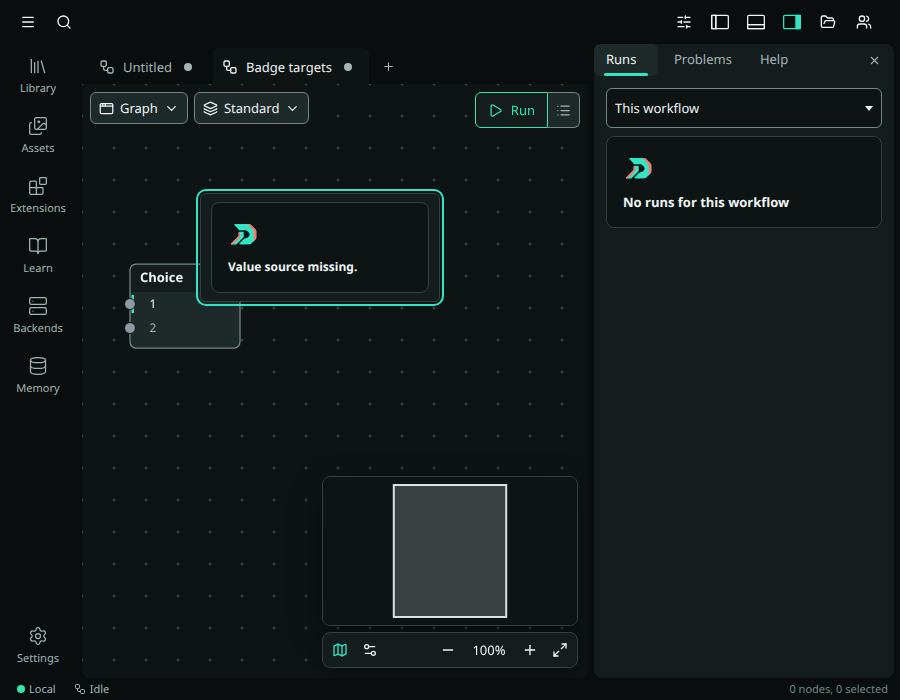 Untitled
Badge targets
Runs
Problems
Help
Library
Assets
Extensions
Learn
Backends
Memory
Settings
Graph
Standard
Run
This workflow
No runs for this workflow
Value source missing.
Choice
1
2
100%
Local
Idle
0 nodes, 0 selected